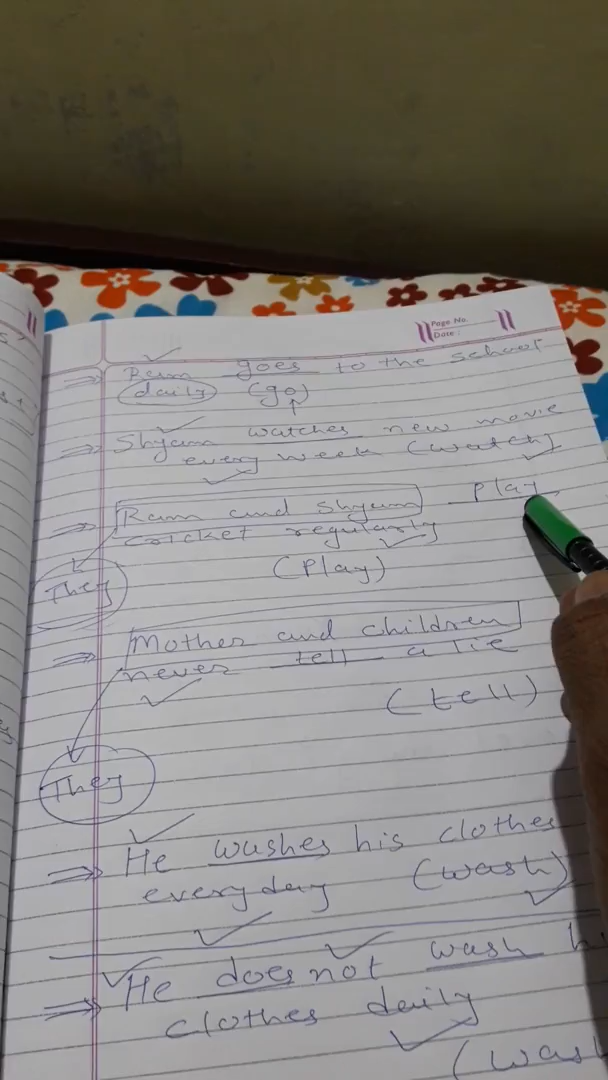 Page No.
Date:
Ram goes to the school
daily (go)
Shyam watches new movie
every week (watch)
Ram and Shyam play
cricket regularly
(Play)
They
Mother and children
never tell a lie
(tell)
They
He washes his clothes
everyday (wash)
He does not wash
clothes daily